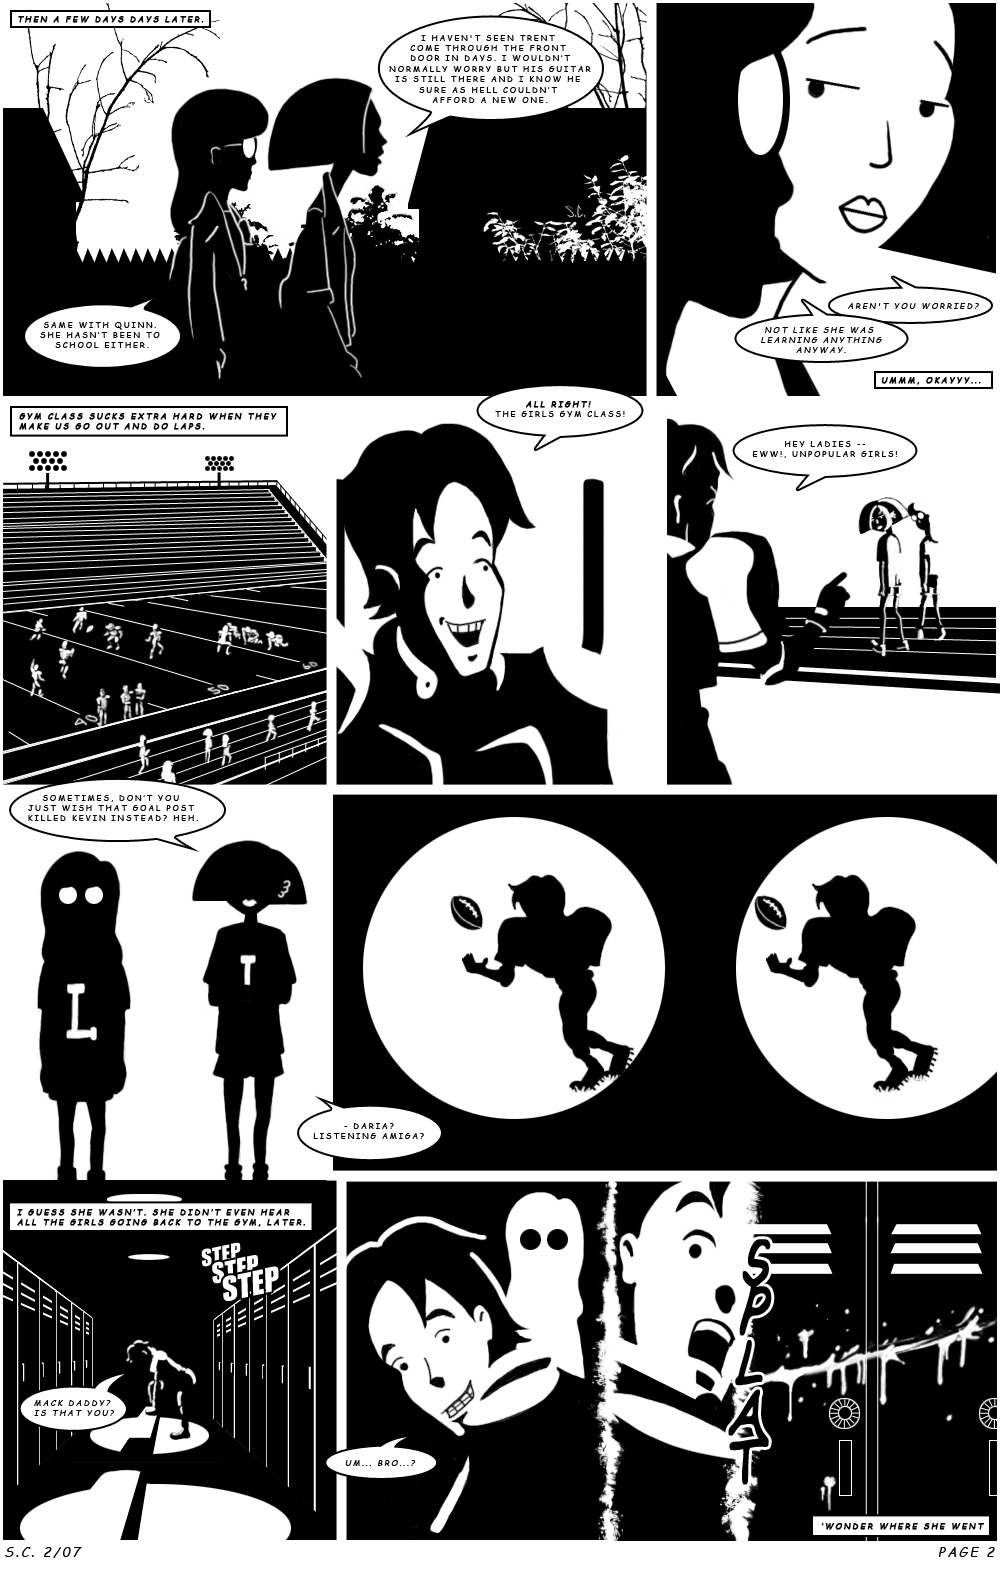 THEN A FEW DAYS DAYS LATER.
I HAVEN'T SEEN TRENT
COME THROUGH THE FRONT
DOOR IN DAYS. I WOULDN'T
NORMALLY WORRY BUT HIS GUITAR
IS STILL THERE AND I KNOW HE
SURE AS HELL COULDN'T
AFFORD A NEW ONE.
S.C.
SAME WITH QUINN.
SHE HASN'T BEEN TO
SCHOOL EITHER.
AREN'T YOU WORRIED?
NOT LIKE SHE WAS
LEARNING ANYTHING
ANYWAY.
UMMM, OKAYYY...
GYM CLASS SUCKS EXTRA HARD WHEN THEY
MAKE US GO OUT AND DO LAPS.
60
50
40
ALL RIGHT!
THE GIRLS GYM CLASS!
HEY LADIES --
EWW!, UNPOPULAR GIRLS!
SOMETIMES, DON'T YOU
JUST WISH THAT GOAL POST
KILLED KEVIN INSTEAD? HEH.
L
T
- DARIA?
LISTENING AMIGA?
I GUESS SHE WASN'T. SHE DIDN'T EVEN HEAR
ALL THE GIRLS GOING BACK TO THE GYM, LATER.
STEP
STEP
STEP
MACK DADDY?
IS THAT YOU?
UM... BRO...?
SPLAT
'WONDER WHERE SHE WENT
S.C. 2/07
PAGE 2